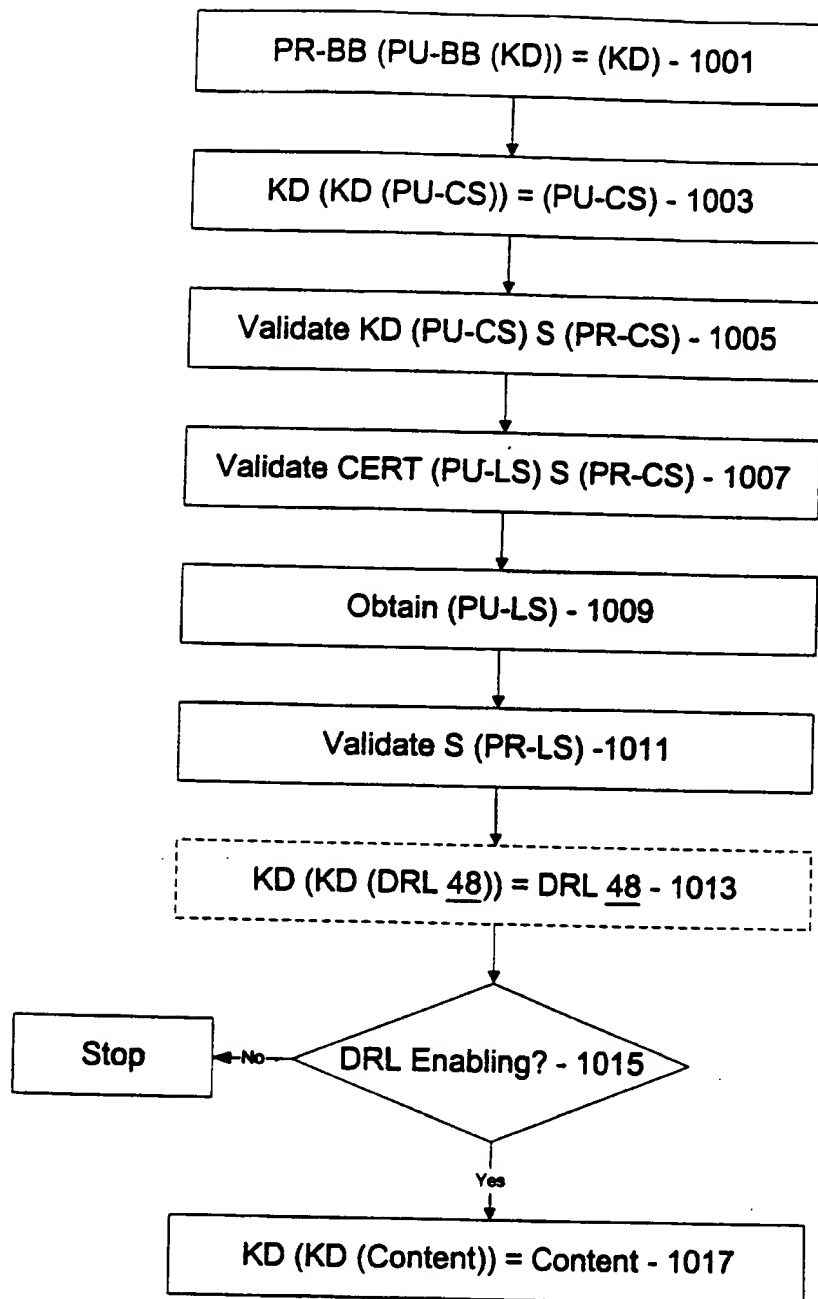 PR-BB (PU-BB (KD)) = (KD) - 1001
KD (KD (PU-CS)) = (PU-CS) - 1003
Validate KD (PU-CS) S (PR-CS) - 1005
Validate CERT (PU-LS) S (PR-CS) - 1007
Obtain (PU-LS) - 1009
Validate S (PR-LS) -1011
KD (KD (DRL 48)) = DRL 48 - 1013
Stop
No
DRL Enabling? - 1015
Yes
KD (KD (Content)) = Content - 1017